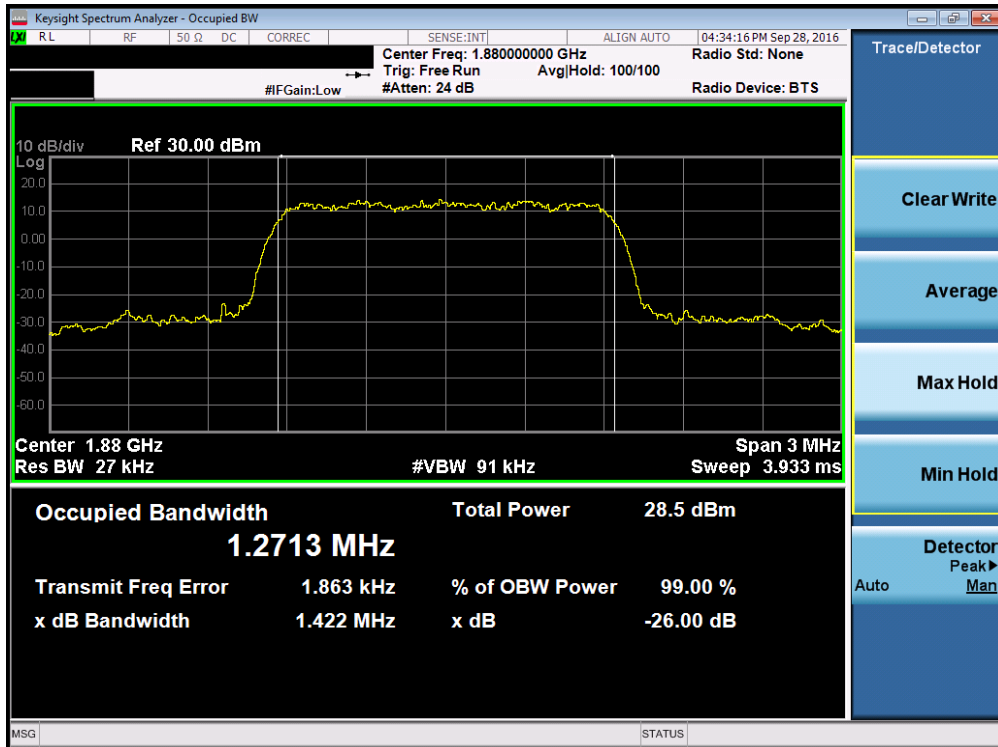 Keysight Spectrum Analyzer - Occupied BW
LXI RL RF 50 Ω DC CORREC SENSE:INT ALIGN AUTO 04:34:16 PM Sep 28, 2016
Center Freq: 1.880000000 GHz Radio Std: None
Trig: Free Run Avg|Hold: 100/100
#IFGain:Low #Atten: 24 dB Radio Device: BTS
10 dB/div Ref 30.00 dBm
Log
20.0
10.0
0.00
-10.0
-20.0
-30.0
-40.0
-50.0
-60.0
Center 1.88 GHz Span 3 MHz
Res BW 27 kHz #VBW 91 kHz Sweep 3.933 ms
Occupied Bandwidth Total Power 28.5 dBm
1.2713 MHz
Transmit Freq Error 1.863 kHz % of OBW Power 99.00 %
x dB Bandwidth 1.422 MHz x dB -26.00 dB
Trace/Detector
Clear Write
Average
Max Hold
Min Hold
Detector
Peak▶
Auto Man
MSG STATUS